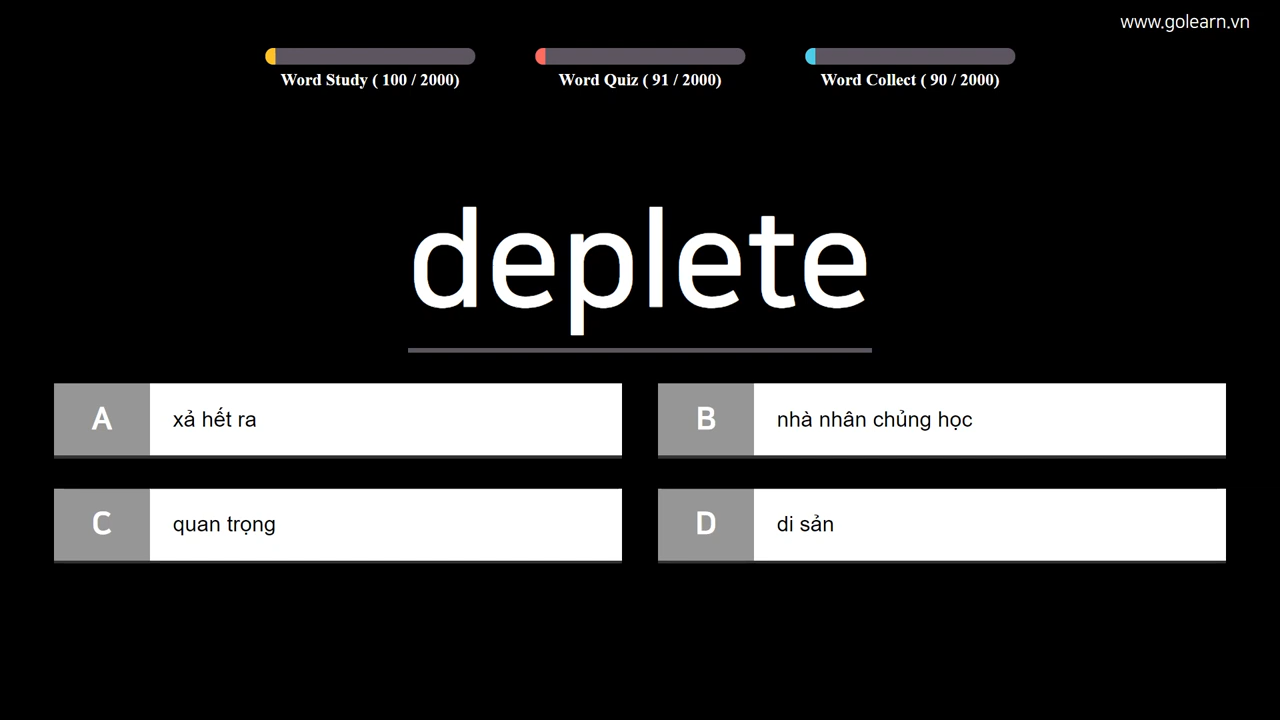 www.golearn.vn
Word Study ( 100 / 2000)
Word Quiz ( 91 / 2000)
Word Collect ( 90 / 2000)
deplete
A xả hết ra
B nhà nhân chủng học
C quan trọng
D di sản